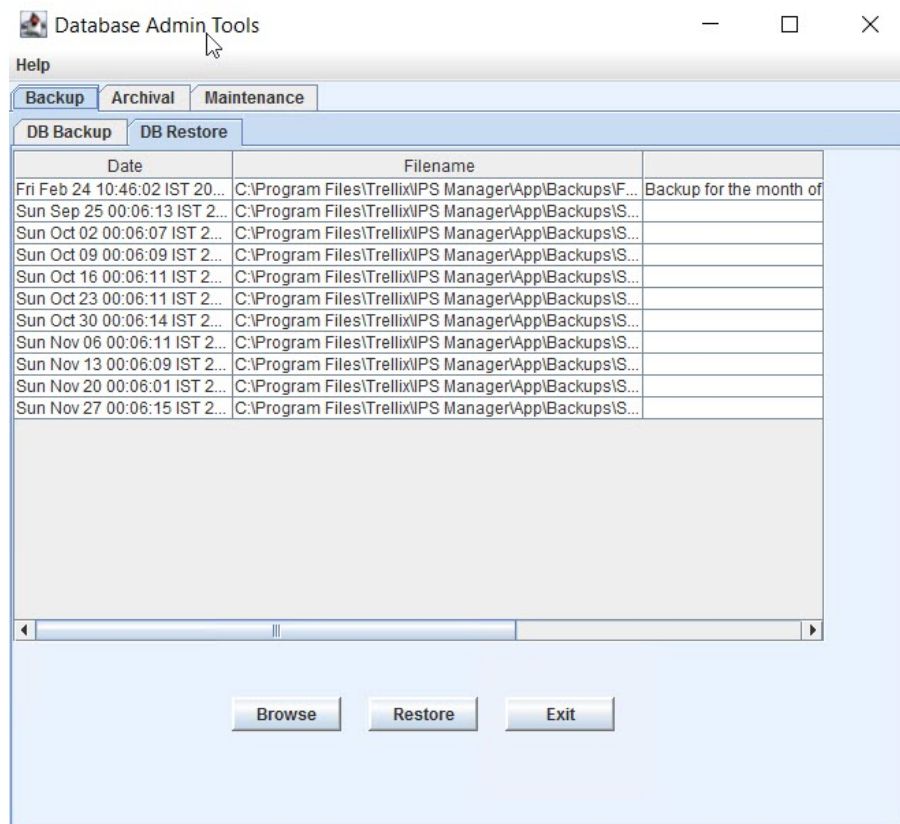 Database Admin Tools
Help
Backup Archival Maintenance
DB Backup DB Restore
Date Filename
Fri Feb 24 10:46:02 IST 20... C:\Program Files\Trellix\IPS Manager\App\Backups\F... Backup for the month of
Sun Sep 25 00:06:13 IST 2... C:\Program Files\Trellix\IPS Manager\App\Backups\S...
Sun Oct 02 00:06:07 IST 2... C:\Program Files\Trellix\IPS Manager\App\Backups\S...
Sun Oct 09 00:06:09 IST 2... C:\Program Files\Trellix\IPS Manager\App\Backups\S...
Sun Oct 16 00:06:11 IST 2... C:\Program Files\Trellix\IPS Manager\App\Backups\S...
Sun Oct 23 00:06:11 IST 2... C:\Program Files\Trellix\IPS Manager\App\Backups\S...
Sun Oct 30 00:06:14 IST 2... C:\Program Files\Trellix\IPS Manager\App\Backups\S...
Sun Nov 06 00:06:11 IST 2... C:\Program Files\Trellix\IPS Manager\App\Backups\S...
Sun Nov 13 00:06:09 IST 2... C:\Program Files\Trellix\IPS Manager\App\Backups\S...
Sun Nov 20 00:06:01 IST 2... C:\Program Files\Trellix\IPS Manager\App\Backups\S...
Sun Nov 27 00:06:15 IST 2... C:\Program Files\Trellix\IPS Manager\App\Backups\S...
Browse Restore Exit